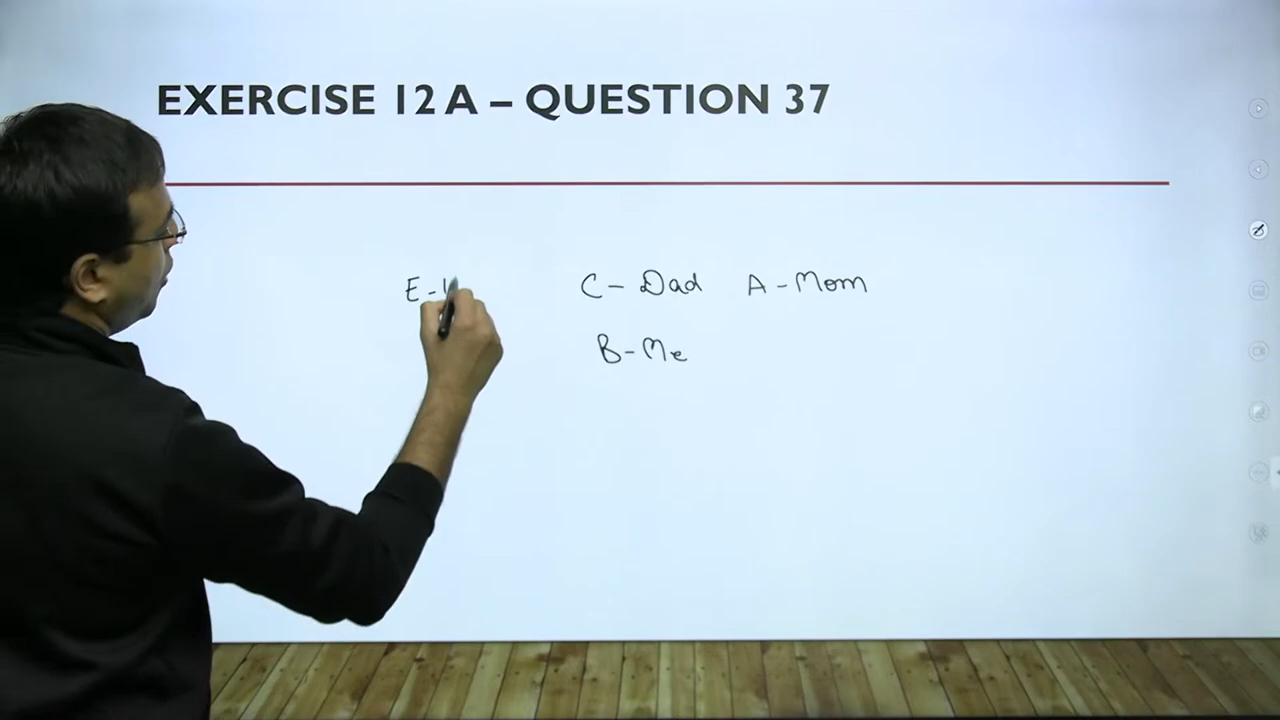 EXERCISE 12 A – QUESTION 37
E - C - Dad A - Mom
B - Me